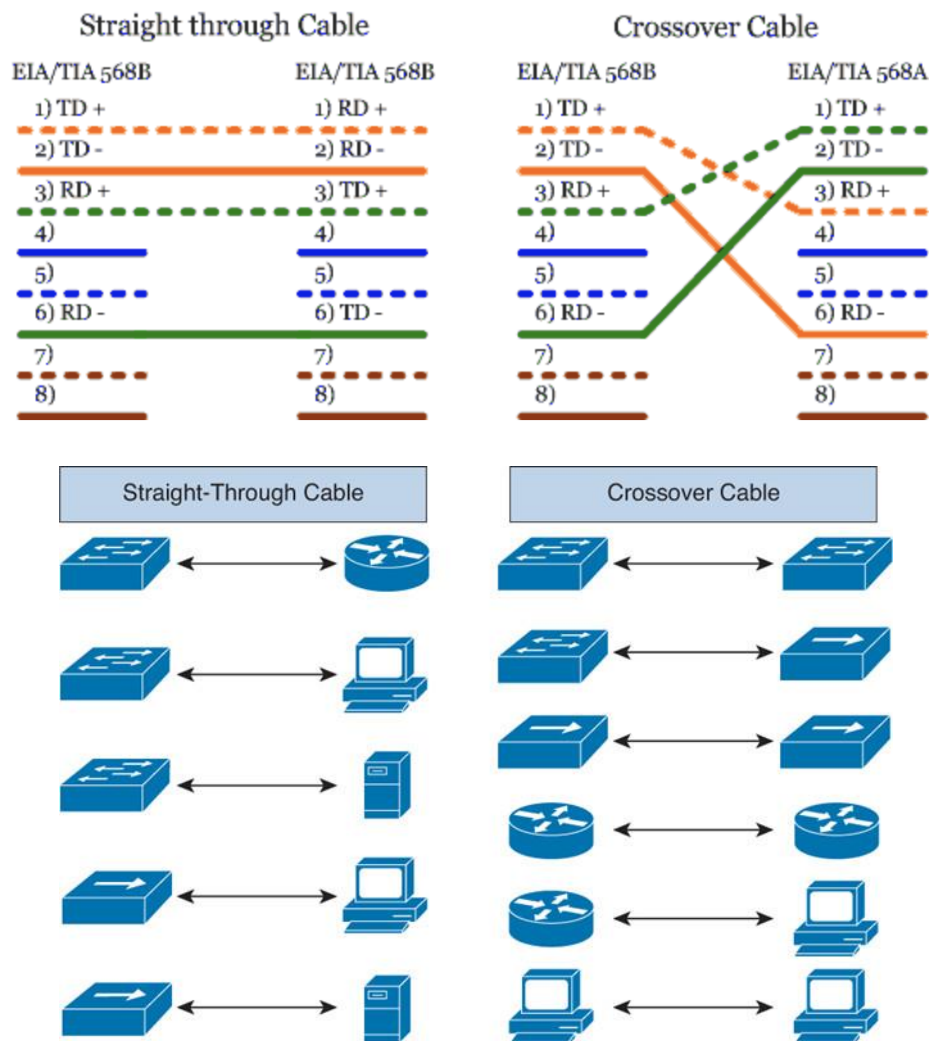 Straight through Cable
EIA/TIA 568B EIA/TIA 568B
1) TD + 1) RD +
2) TD - 2) RD -
3) RD + 3) TD +
4) 4)
5) 5)
6) RD - 6) TD -
7) 7)
8) 8)
Crossover Cable
EIA/TIA 568B EIA/TIA 568A
1) TD + 1) TD +
2) TD - 2) TD -
3) RD + 3) RD +
4) 4)
5) 5)
6) RD - 6) RD -
7) 7)
8) 8)
Straight-Through Cable
Crossover Cable